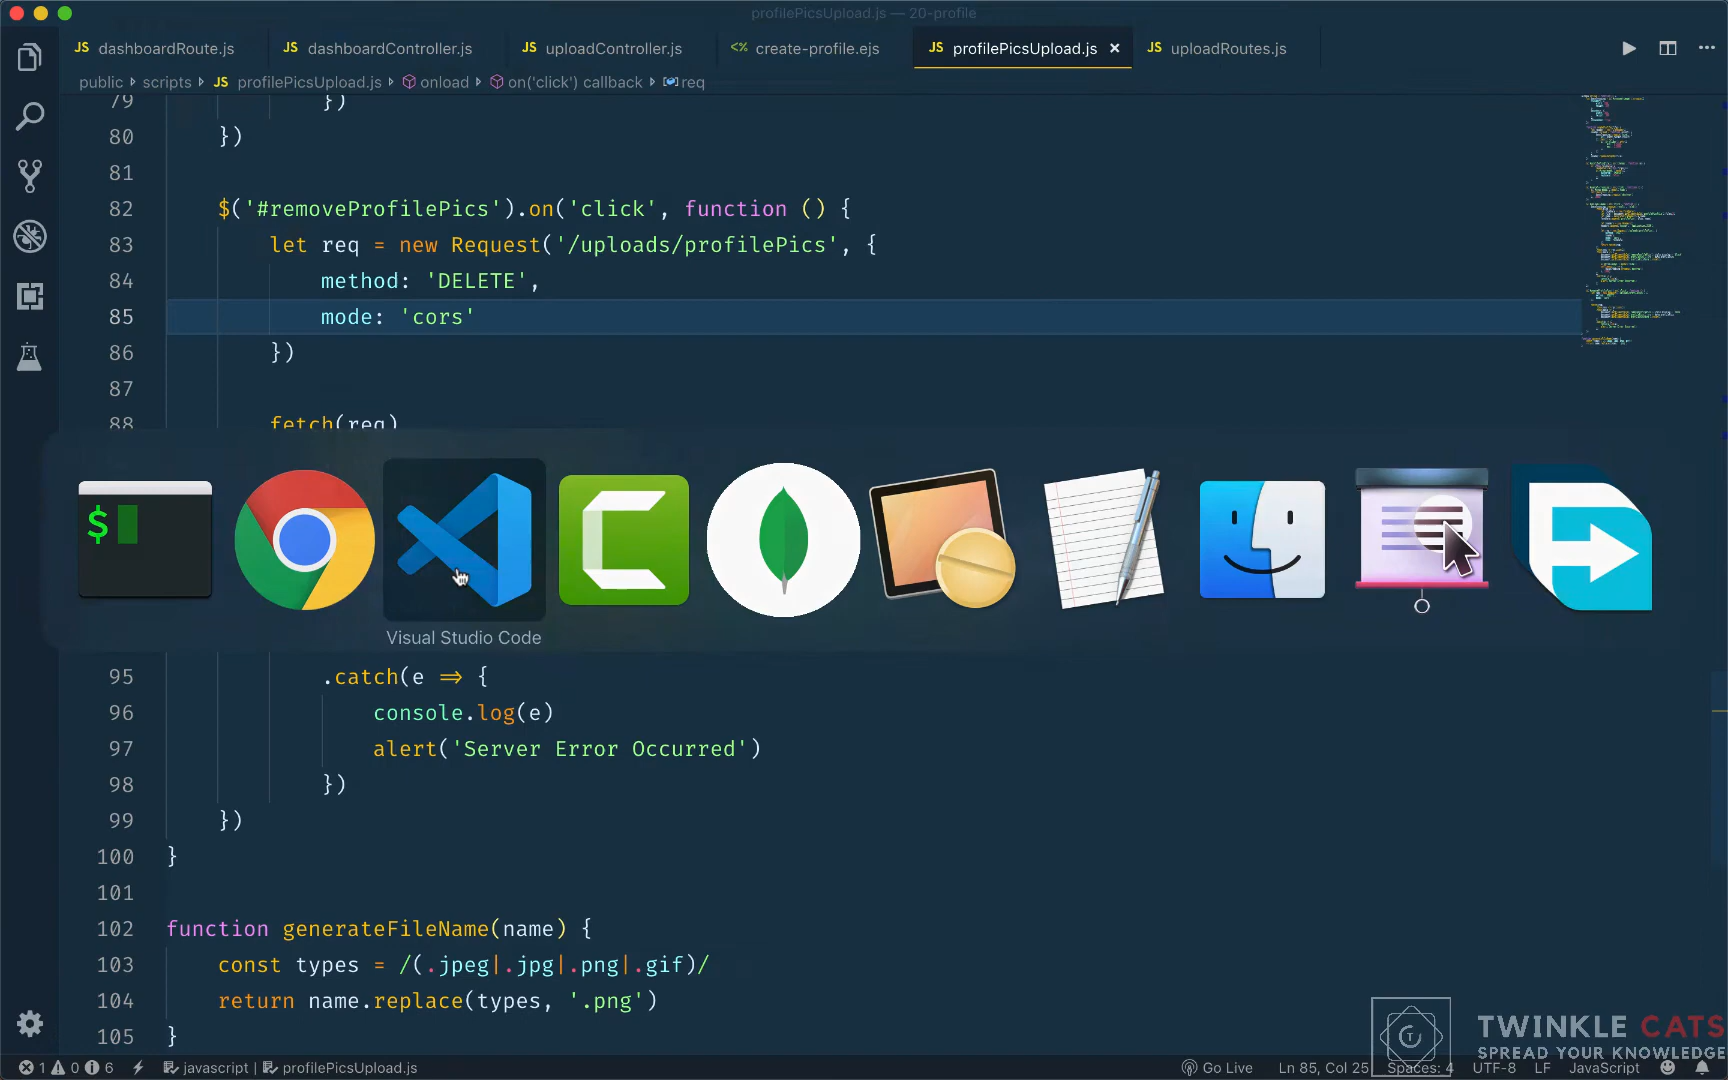 profilePicsUpload.js — 20-profile
JS dashboardRoute.js JS dashboardController.js JS uploadController.js <% create-profile.ejs JS profilePicsUpload.js × JS uploadRoutes.js
public scripts JS profilePicsUpload.js onload on('click') callback req
79 })
80 })
81
82 $('#removeProfilePics').on('click', function () {
83 let req = new Request('/uploads/profilePics', {
84 method: 'DELETE',
85 mode: 'cors'
86 })
87
88 fetch(req)
$
Visual Studio Code
95 .catch(e => {
96 console.log(e)
97 alert('Server Error Occurred')
98 })
99 })
100 }
101
102 function generateFileName(name) {
103 const types = /(.jpeg|.jpg|.png|.gif)/
104 return name.replace(types, '.png')
105 }
TWINKLE CATS
SPREAD YOUR KNOWLEDGE
1 0 6 javascript | profilePicsUpload.js Go Live Ln 85, Col 25 Spaces: 4 UTF-8 LF JavaScript